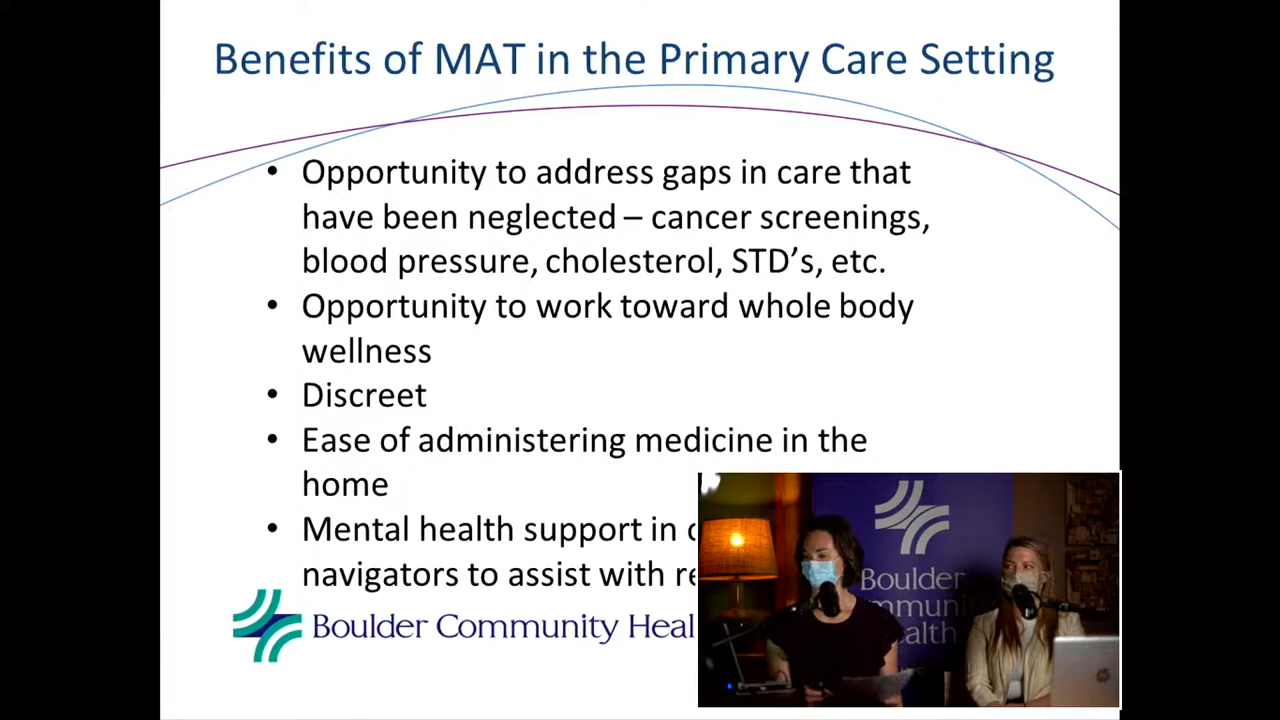 Benefits of MAT in the Primary Care Setting
• Opportunity to address gaps in care that
have been neglected – cancer screenings,
blood pressure, cholesterol, STD’s, etc.
• Opportunity to work toward whole body
wellness
• Discreet
• Ease of administering medicine in the
home
• Mental health support in
navigators to assist with
Boulder Community
Boulder
Health
hp